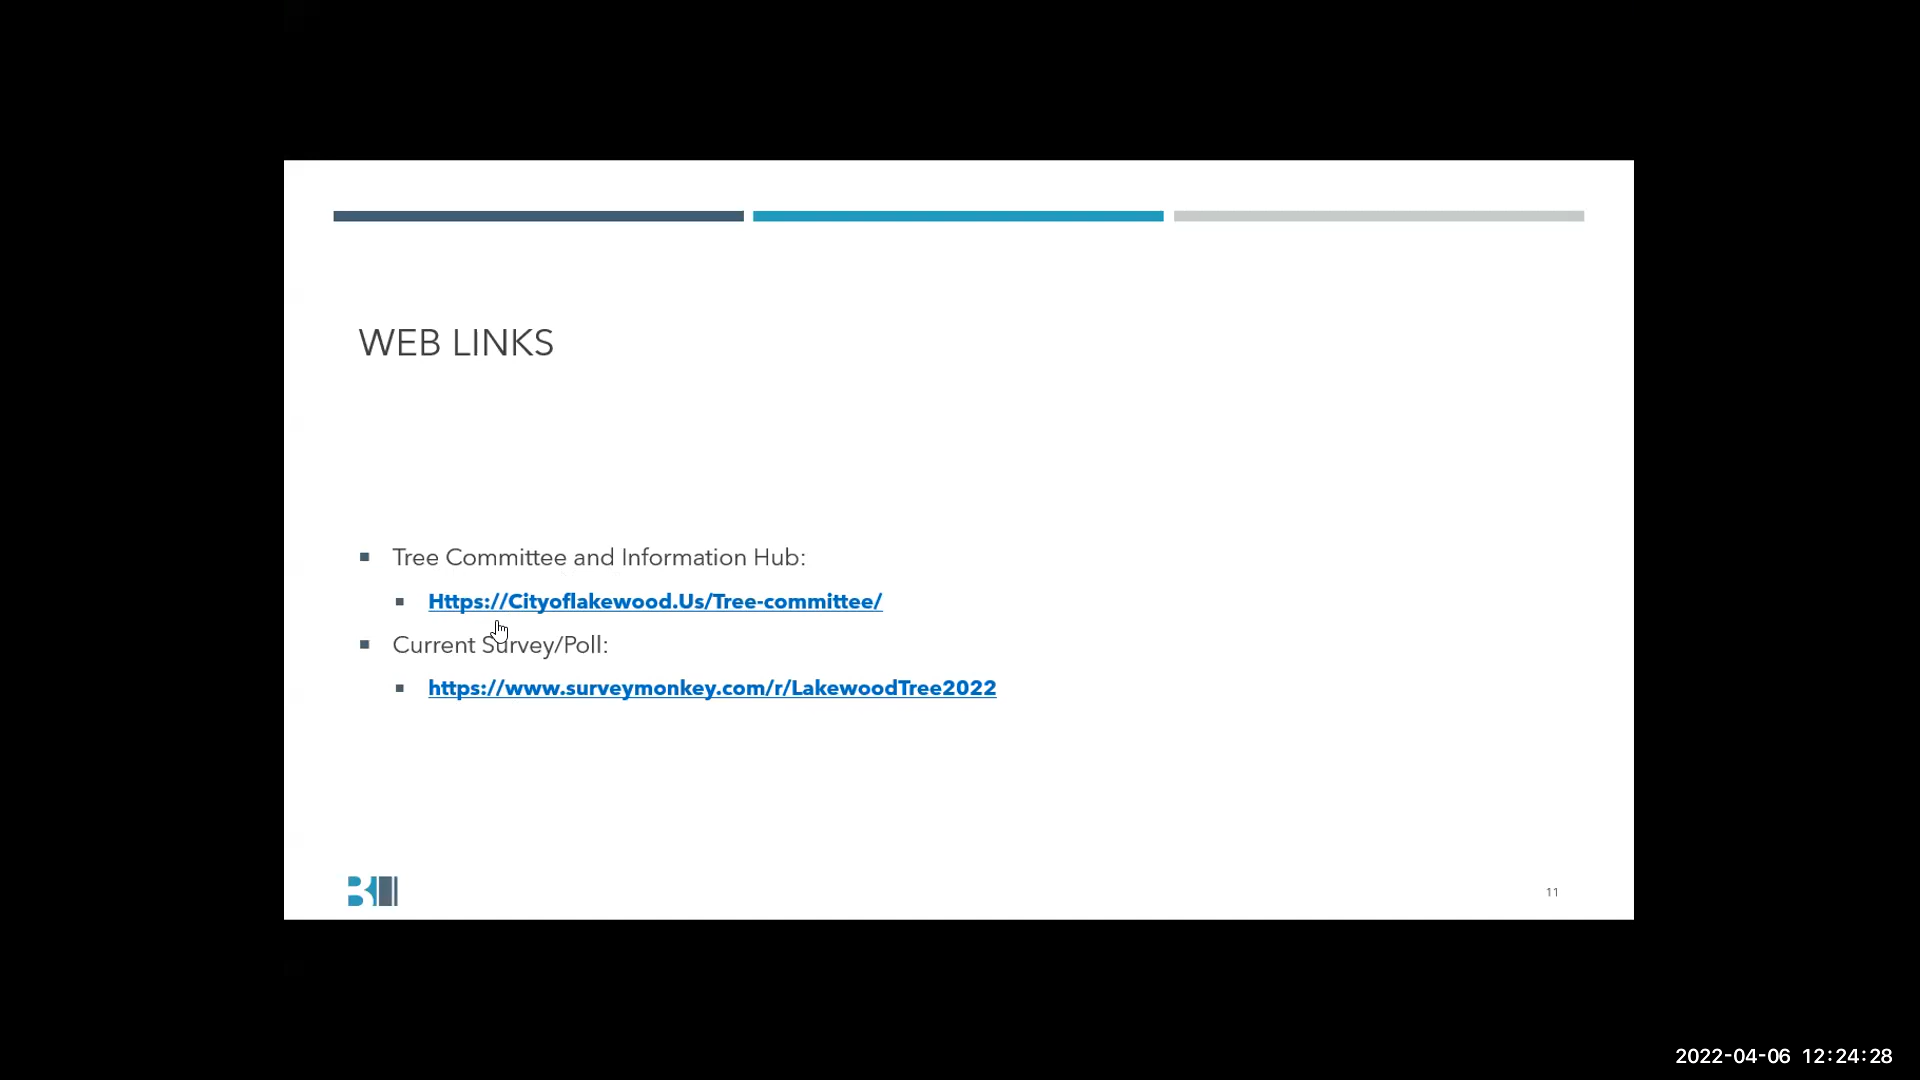 WEB LINKS
Tree Committee and Information Hub:
Https://Cityoflakewood.Us/Tree-committee/
Current Survey/Poll:
https://www.surveymonkey.com/r/LakewoodTree2022
11
2022-04-06 12:24:28